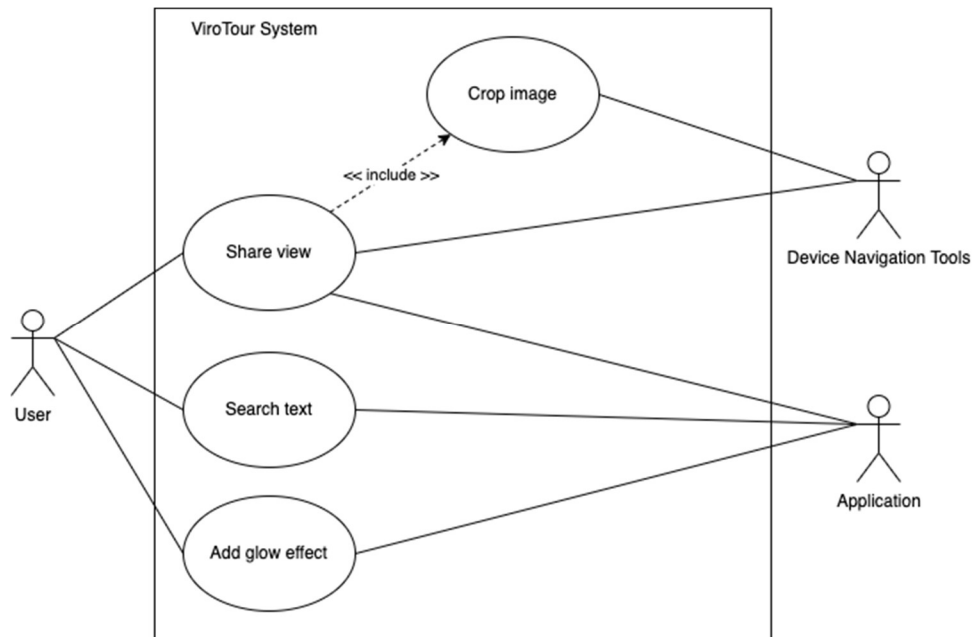 ViroTour System
Crop image
<< include >>
Share view
Device Navigation Tools
User
Search text
Application
Add glow effect